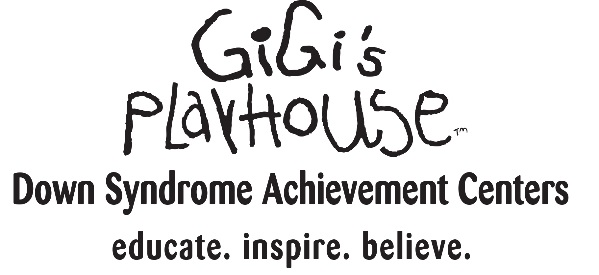 GiGi's
PlayHouse™
Down Syndrome Achievement Centers
educate. inspire. believe.